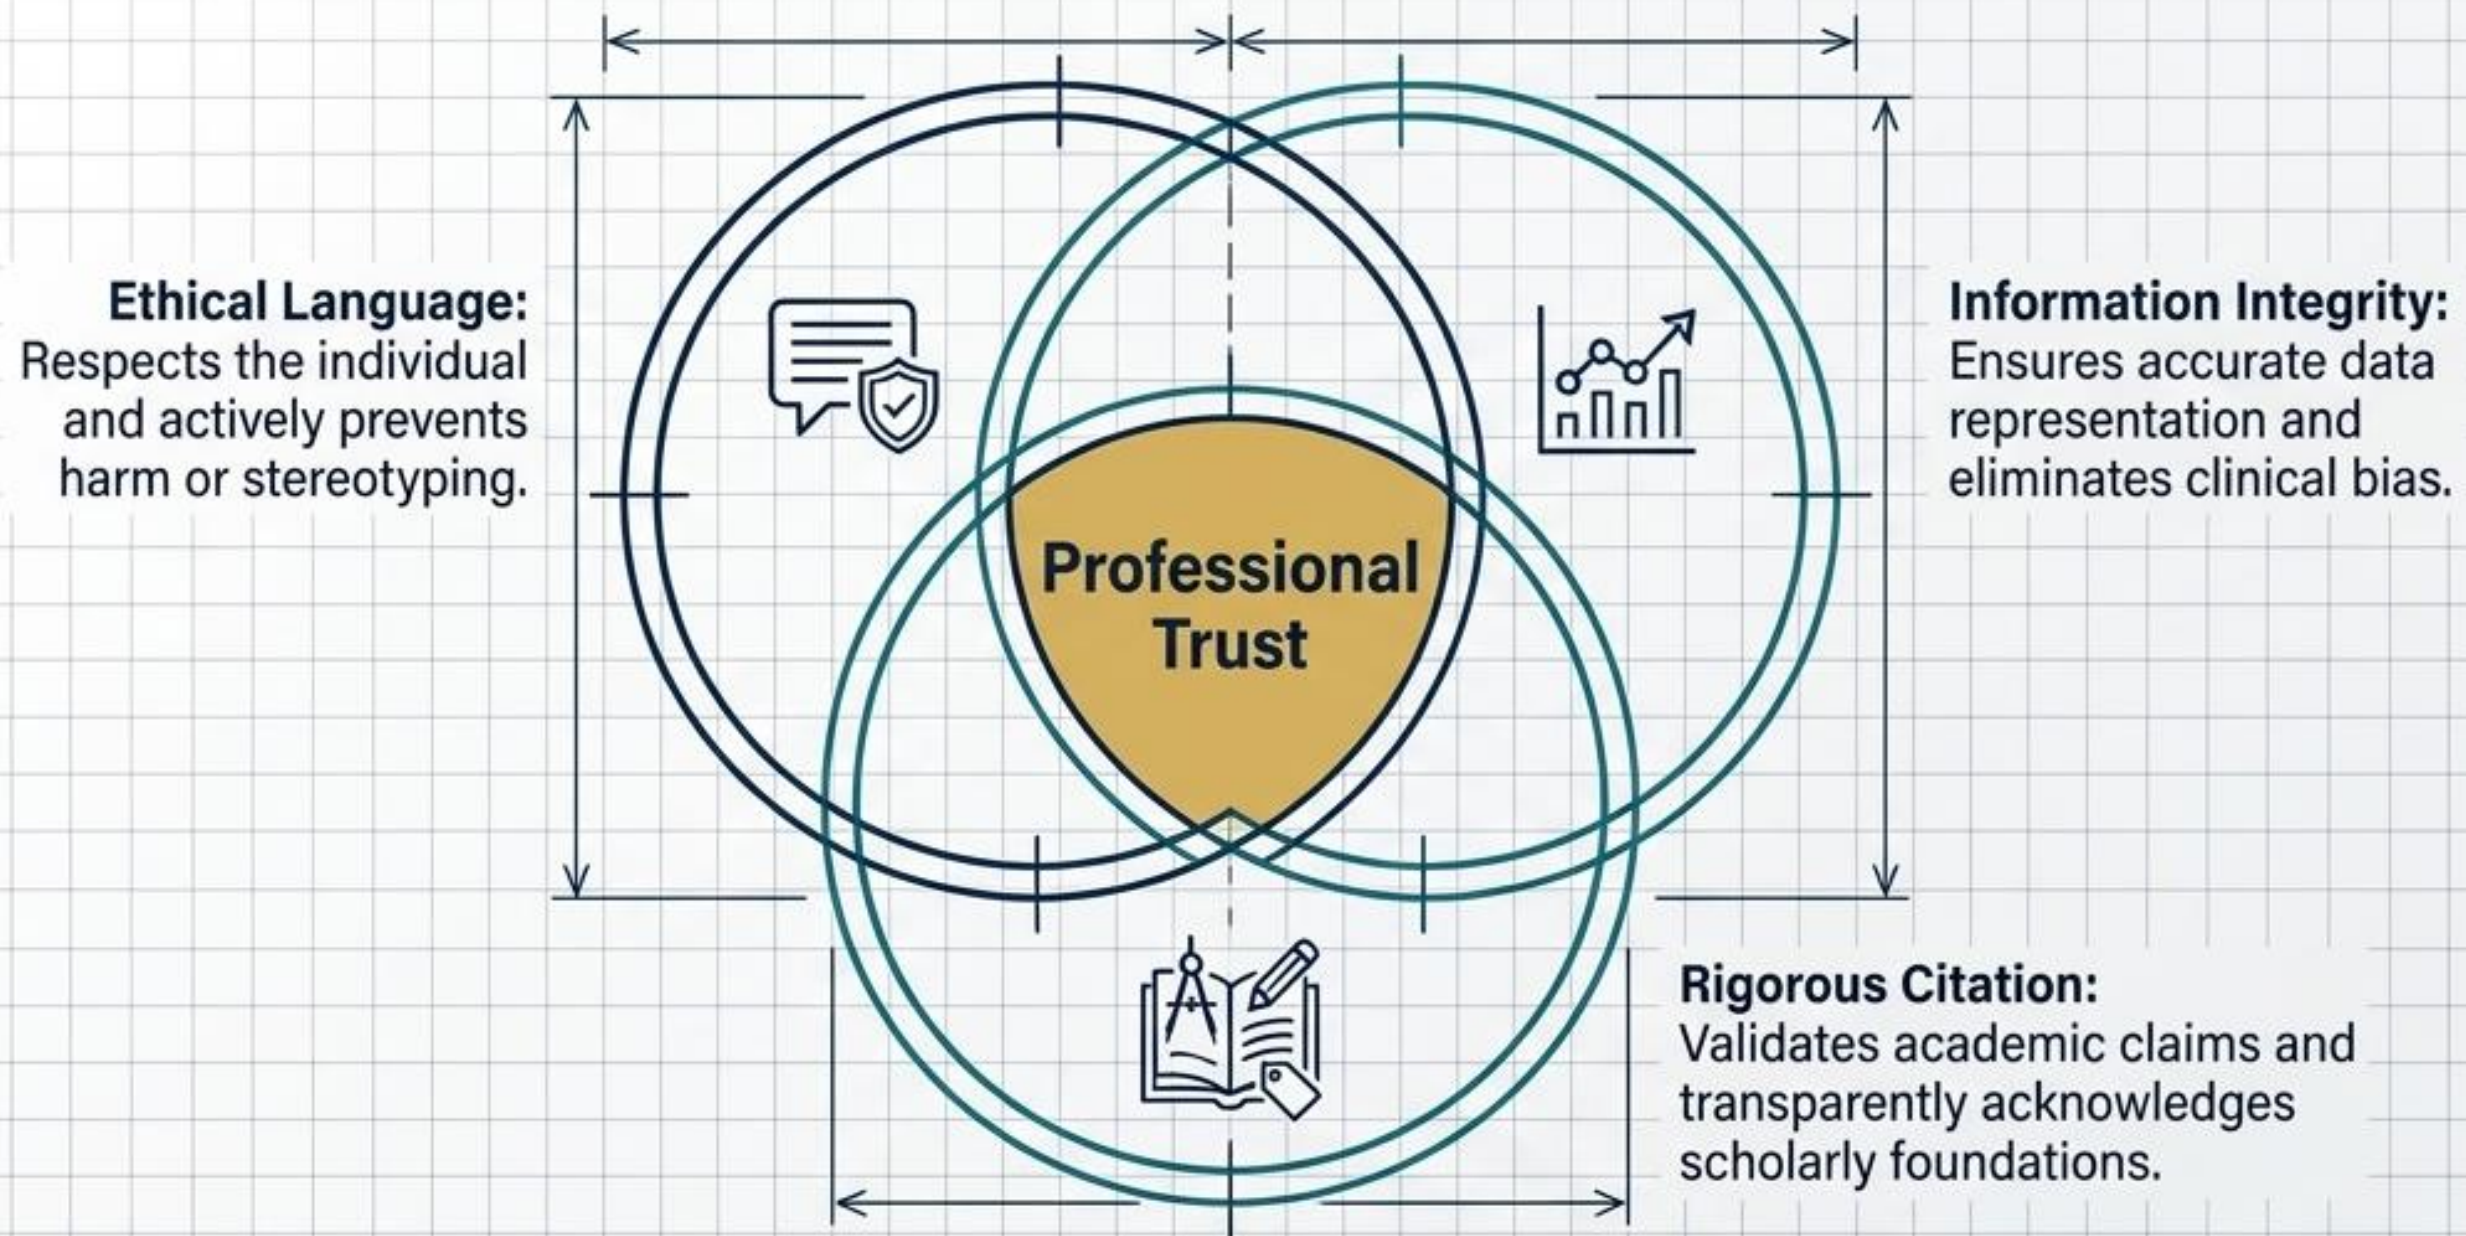 Ethical Language:
Respects the individual
and actively prevents
harm or stereotyping.
Information Integrity:
Ensures accurate data
representation and
eliminates clinical bias.
Professional
Trust
Rigorous Citation:
Validates academic claims and
transparently acknowledges
scholarly foundations.